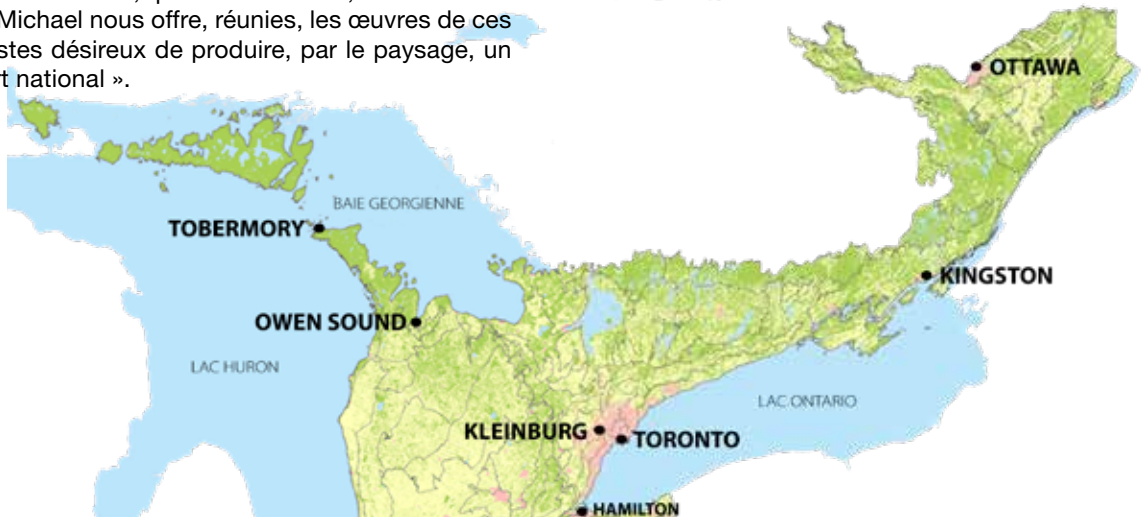 Michael nous offre, réunies, les œuvres de ces
désireux de produire, par le paysage, un
national ».
OTTAWA
BAIE GEORGIENNE
TOBERMORY
KINGSTON
OWEN SOUND
LAC HURON
LAC ONTARIO
KLEINBURG
TORONTO
HAMILTON